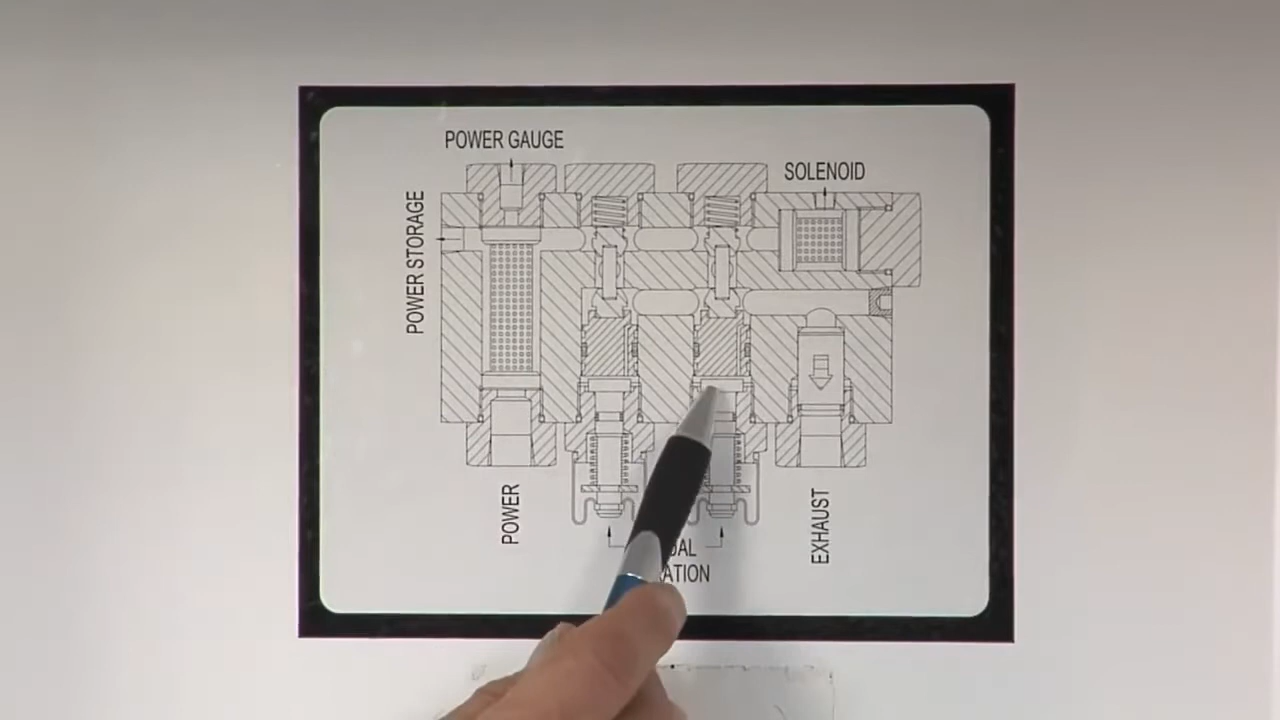 POWER GAUGE
SOLENOID
POWER STORAGE
POWER
EXHAUST